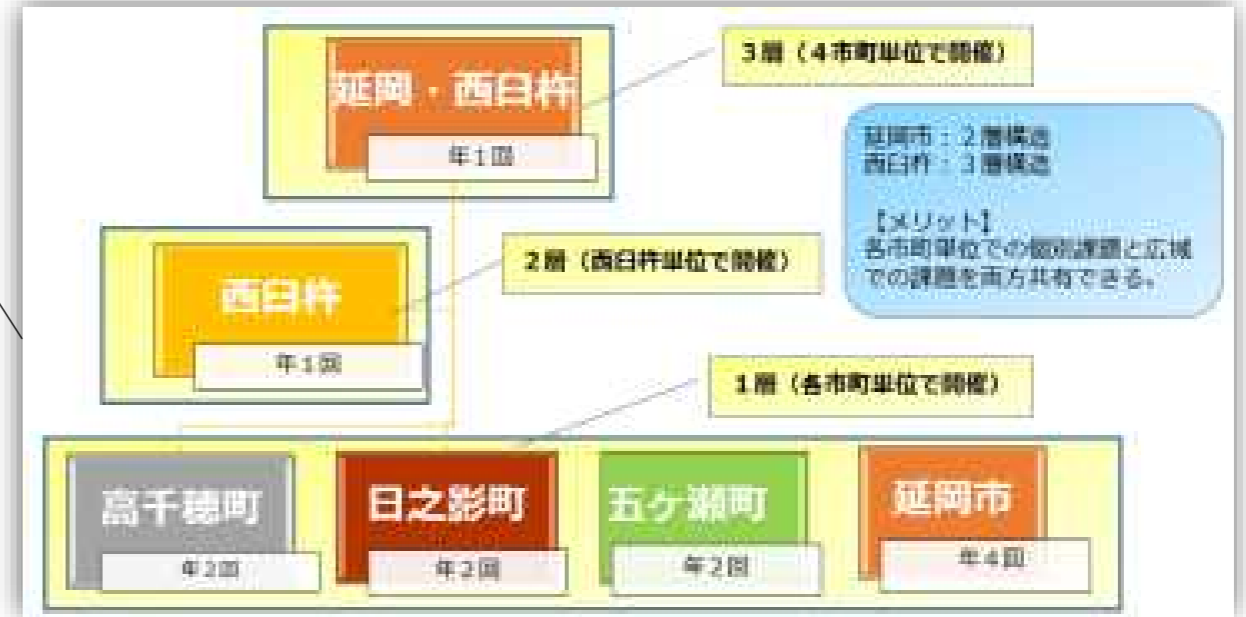 3層（4市町単位で開催）
延岡・西臼杵
年1回
延岡市：2層構造
西臼杵：3層構造
【メリット】
各市町単位での個別課題と広域
での課題を両方共有できる。
2層（西臼杵単位で開催）
西臼杵
年1回
1層（各市町単位で開催）
高千穂町
年2回
日之影町
年2回
五ケ瀬町
年2回
延岡市
年4回